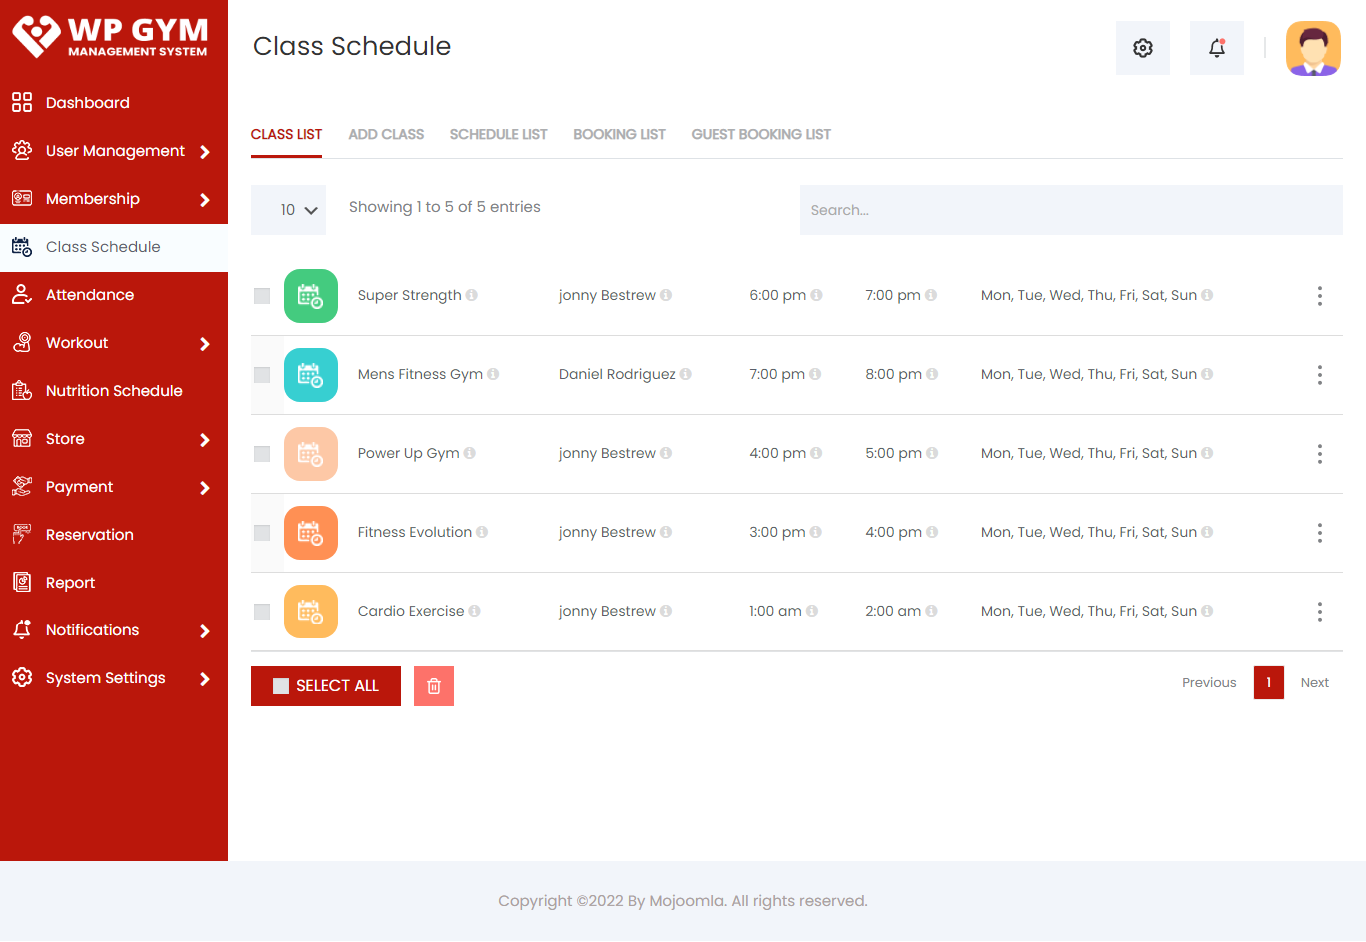 WP GYM
MANAGEMENT SYSTEM
Dashboard
User Management
Membership
Class Schedule
Attendance
Workout
Nutrition Schedule
Store
Payment
Reservation
Report
Notifications
System Settings
Class Schedule
CLASS LIST ADD CLASS SCHEDULE LIST BOOKING LIST GUEST BOOKING LIST
10 Showing 1 to 5 of 5 entries Search...
Super Strength jonny Bestrew 6:00 pm 7:00 pm Mon, Tue, Wed, Thu, Fri, Sat, Sun
Mens Fitness Gym Daniel Rodriguez 7:00 pm 8:00 pm Mon, Tue, Wed, Thu, Fri, Sat, Sun
Power Up Gym jonny Bestrew 4:00 pm 5:00 pm Mon, Tue, Wed, Thu, Fri, Sat, Sun
Fitness Evolution jonny Bestrew 3:00 pm 4:00 pm Mon, Tue, Wed, Thu, Fri, Sat, Sun
Cardio Exercise jonny Bestrew 1:00 am 2:00 am Mon, Tue, Wed, Thu, Fri, Sat, Sun
SELECT ALL Previous 1 Next
Copyright ©2022 By Mojoomla. All rights reserved.